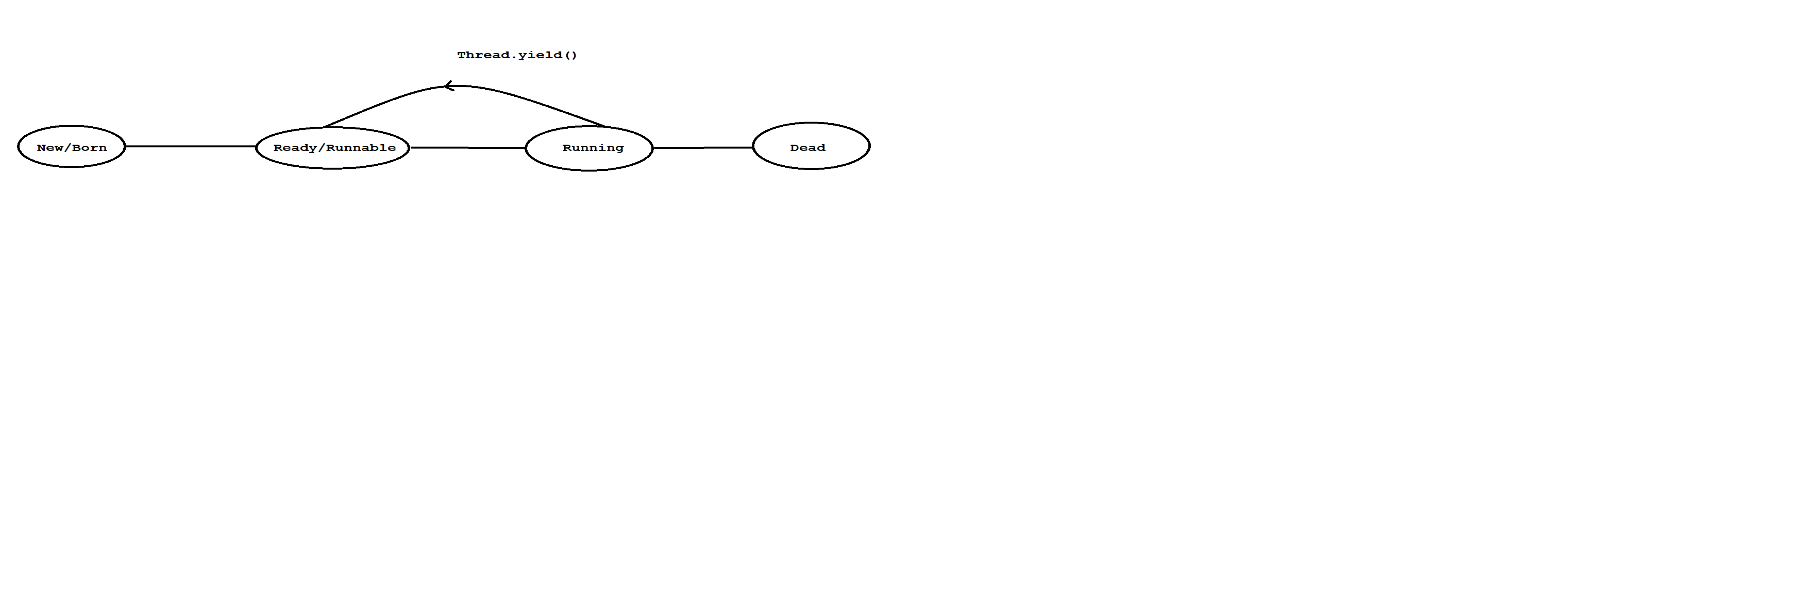 Thread.yield()
New/Born
Ready/Runnable
Running
Dead